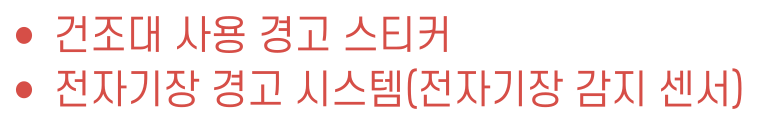 • 건조대 사용 경고 스티커
• 전자기장 경고 시스템(전자기장 감지 센서)